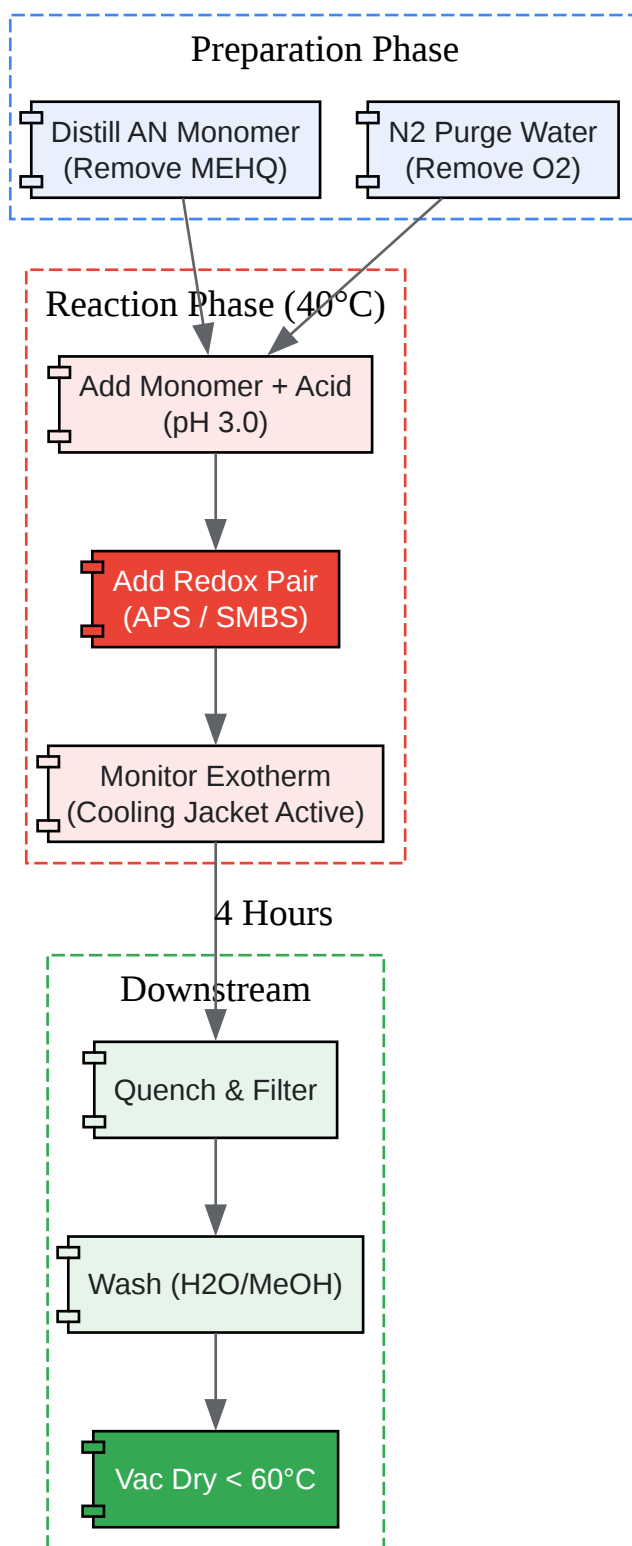 Preparation Phase
Distill AN Monomer
(Remove MEHQ)
N2 Purge Water
(Remove O2)
Reaction Phase (40°C)
Add Monomer + Acid
(pH 3.0)
Add Redox Pair
(APS / SMBS)
Monitor Exotherm
(Cooling Jacket Active)
4 Hours
Downstream
Quench & Filter
Wash (H2O/MeOH)
Vac Dry < 60°C